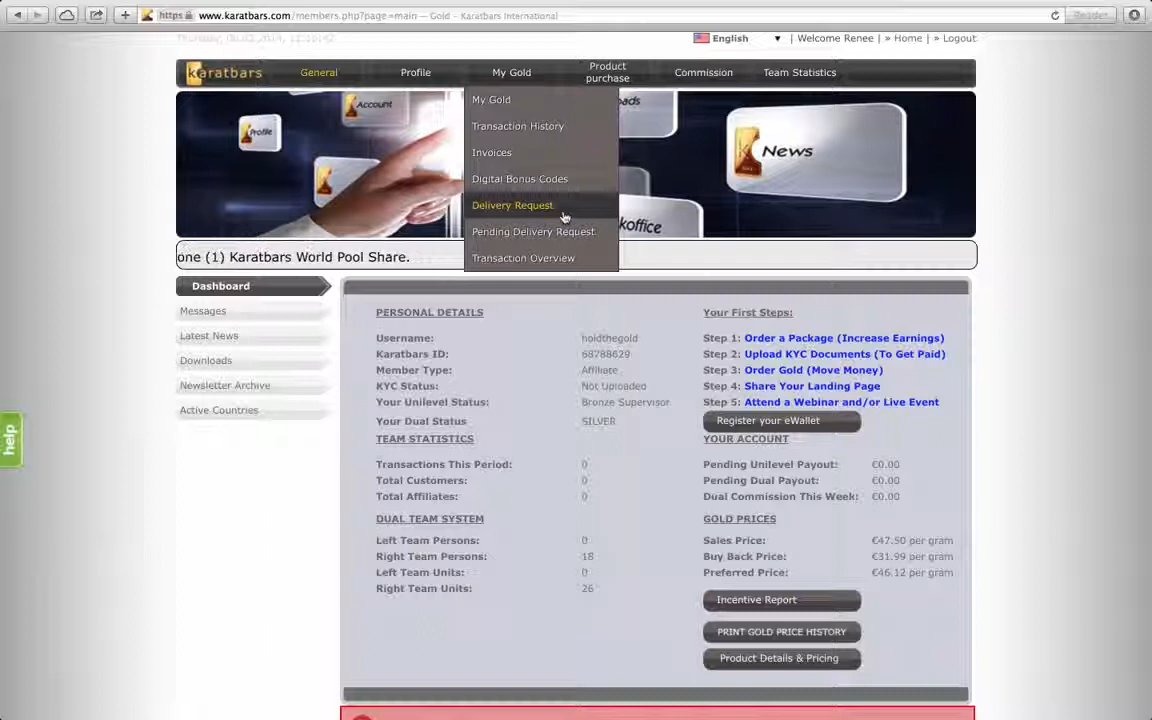 https www.karatbars.com/members.php?page=main — Gold – Karatbars International
Reader
English ▼ | Welcome Renee | » Home | » Logout
karatbars General Profile My Gold Product purchase Commission Team Statistics
Account
Profile
News
My Gold
Transaction History
Invoices
Digital Bonus Codes
Delivery Request
Pending Delivery Request
Transaction Overview
oads
koffice
one (1) Karatbars World Pool Share.
Dashboard
Messages
Latest News
Downloads
Newsletter Archive
Active Countries
help
PERSONAL DETAILS
Username: holdthegold
Karatbars ID: 68788629
Member Type: Affiliate
KYC Status: Not Uploaded
Your Unilevel Status: Bronze Supervisor
Your Dual Status SILVER
TEAM STATISTICS
Transactions This Period: 0
Total Customers: 0
Total Affiliates: 0
DUAL TEAM SYSTEM
Left Team Persons: 0
Right Team Persons: 18
Left Team Units: 0
Right Team Units: 26
Your First Steps:
Step 1: Order a Package (Increase Earnings)
Step 2: Upload KYC Documents (To Get Paid)
Step 3: Order Gold (Move Money)
Step 4: Share Your Landing Page
Step 5: Attend a Webinar and/or Live Event
Register your eWallet
YOUR ACCOUNT
Pending Unilevel Payout: €0.00
Pending Dual Payout: €0.00
Dual Commission This Week: €0.00
GOLD PRICES
Sales Price: €47.50 per gram
Buy Back Price: €31.99 per gram
Preferred Price: €46.12 per gram
Incentive Report
PRINT GOLD PRICE HISTORY
Product Details & Pricing